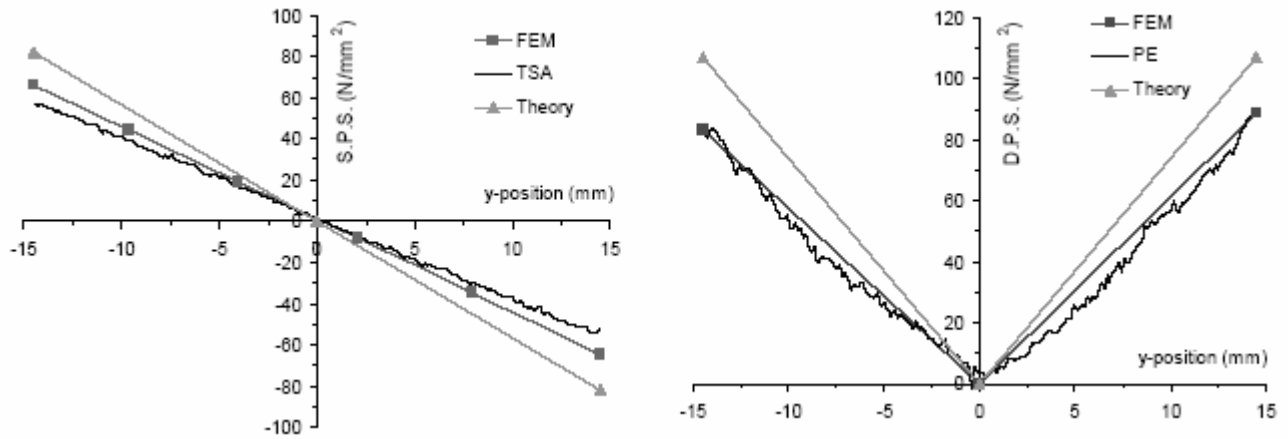 100
80
60
40
20
0
-20
-40
-60
-80
-100
S.P.S. (N/mm 2)
FEM
TSA
Theory
y-position (mm)
-15 -10 -5 0 5 10 15
120
100
80
60
40
20
0
D.P.S. (N/mm 2)
FEM
PE
Theory
y-position (mm)
-15 -10 -5 0 5 10 15